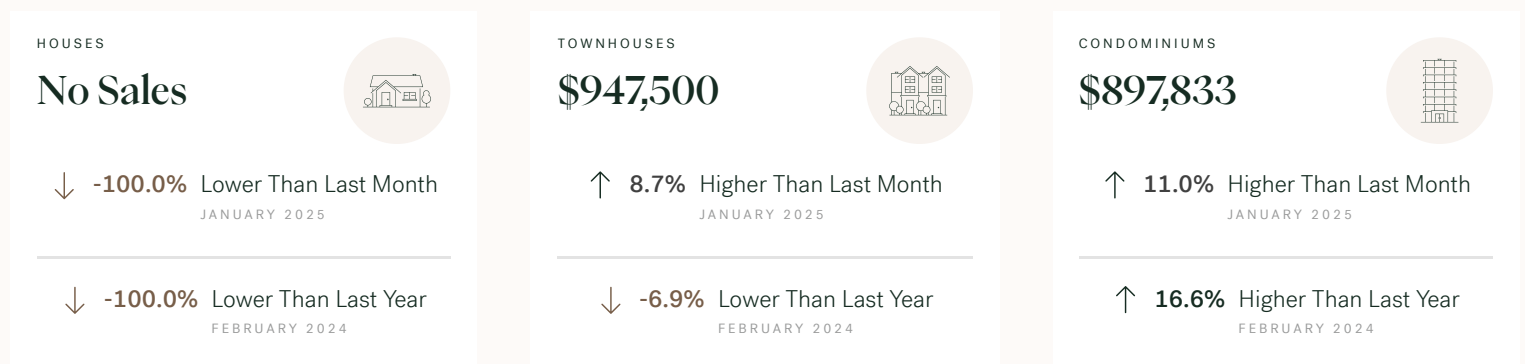 HOUSES
No Sales
-100.0% Lower Than Last Month
JANUARY 2025
-100.0% Lower Than Last Year
FEBRUARY 2024
TOWNHOUSES
$947,500
8.7% Higher Than Last Month
JANUARY 2025
-6.9% Lower Than Last Year
FEBRUARY 2024
CONDOMINIUMS
$897,833
11.0% Higher Than Last Month
JANUARY 2025
16.6% Higher Than Last Year
FEBRUARY 2024